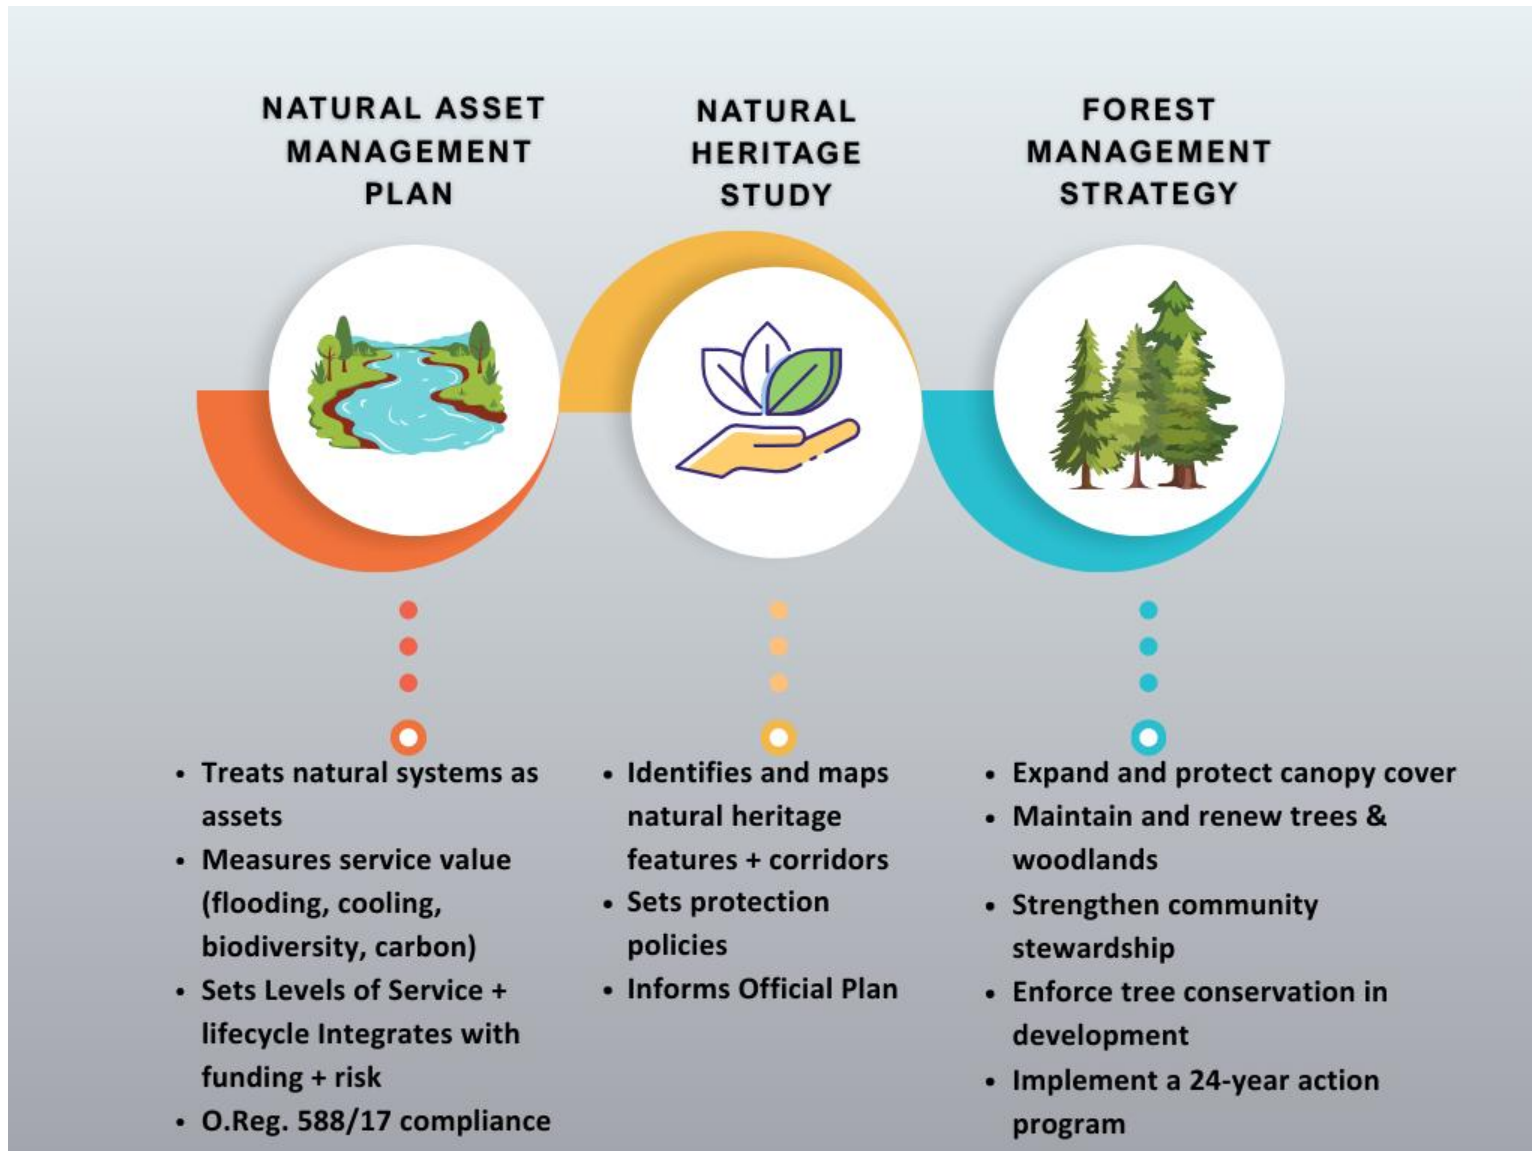 NATURAL ASSET
MANAGEMENT
PLAN
NATURAL
HERITAGE
STUDY
FOREST
MANAGEMENT
STRATEGY
• Treats natural systems as
assets
• Measures service value
(flooding, cooling,
biodiversity, carbon)
• Sets Levels of Service +
lifecycle Integrates with
funding + risk
• O.Reg. 588/17 compliance
• Identifies and maps
natural heritage
features + corridors
• Sets protection
policies
• Informs Official Plan
• Expand and protect canopy cover
• Maintain and renew trees &
woodlands
• Strengthen community
stewardship
• Enforce tree conservation in
development
• Implement a 24-year action
program